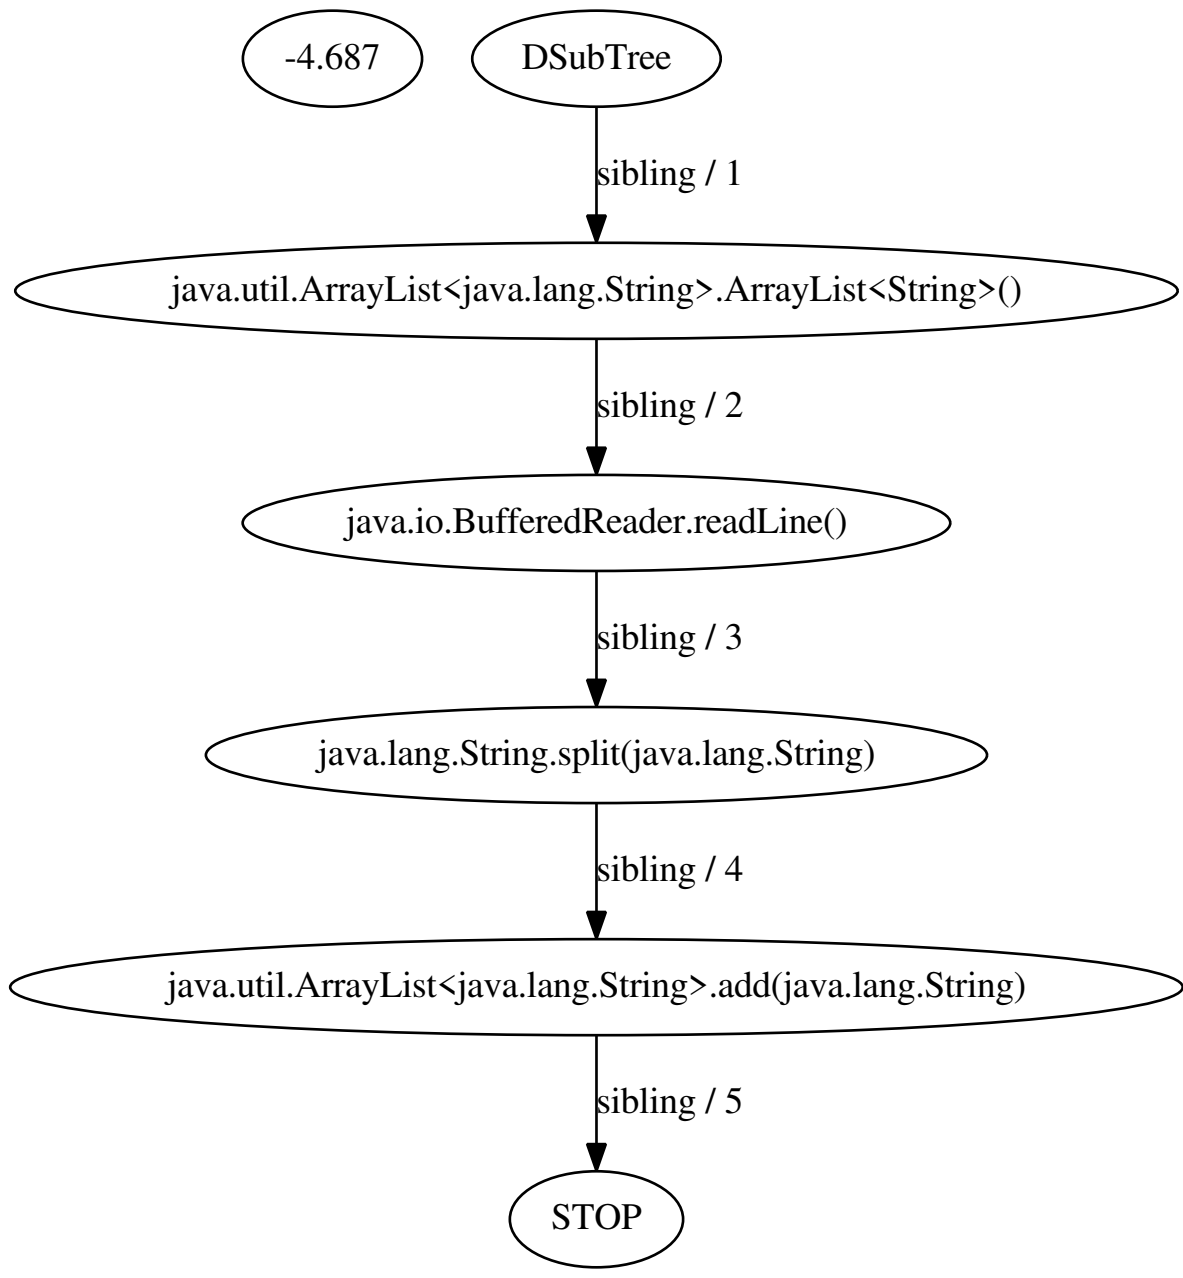 -4.687
DSubTree
sibling / 1
java.util.ArrayList<java.lang.String>.ArrayList<String>()
sibling / 2
java.io.BufferedReader.readLine()
sibling / 3
java.lang.String.split(java.lang.String)
sibling / 4
java.util.ArrayList<java.lang.String>.add(java.lang.String)
sibling / 5
STOP